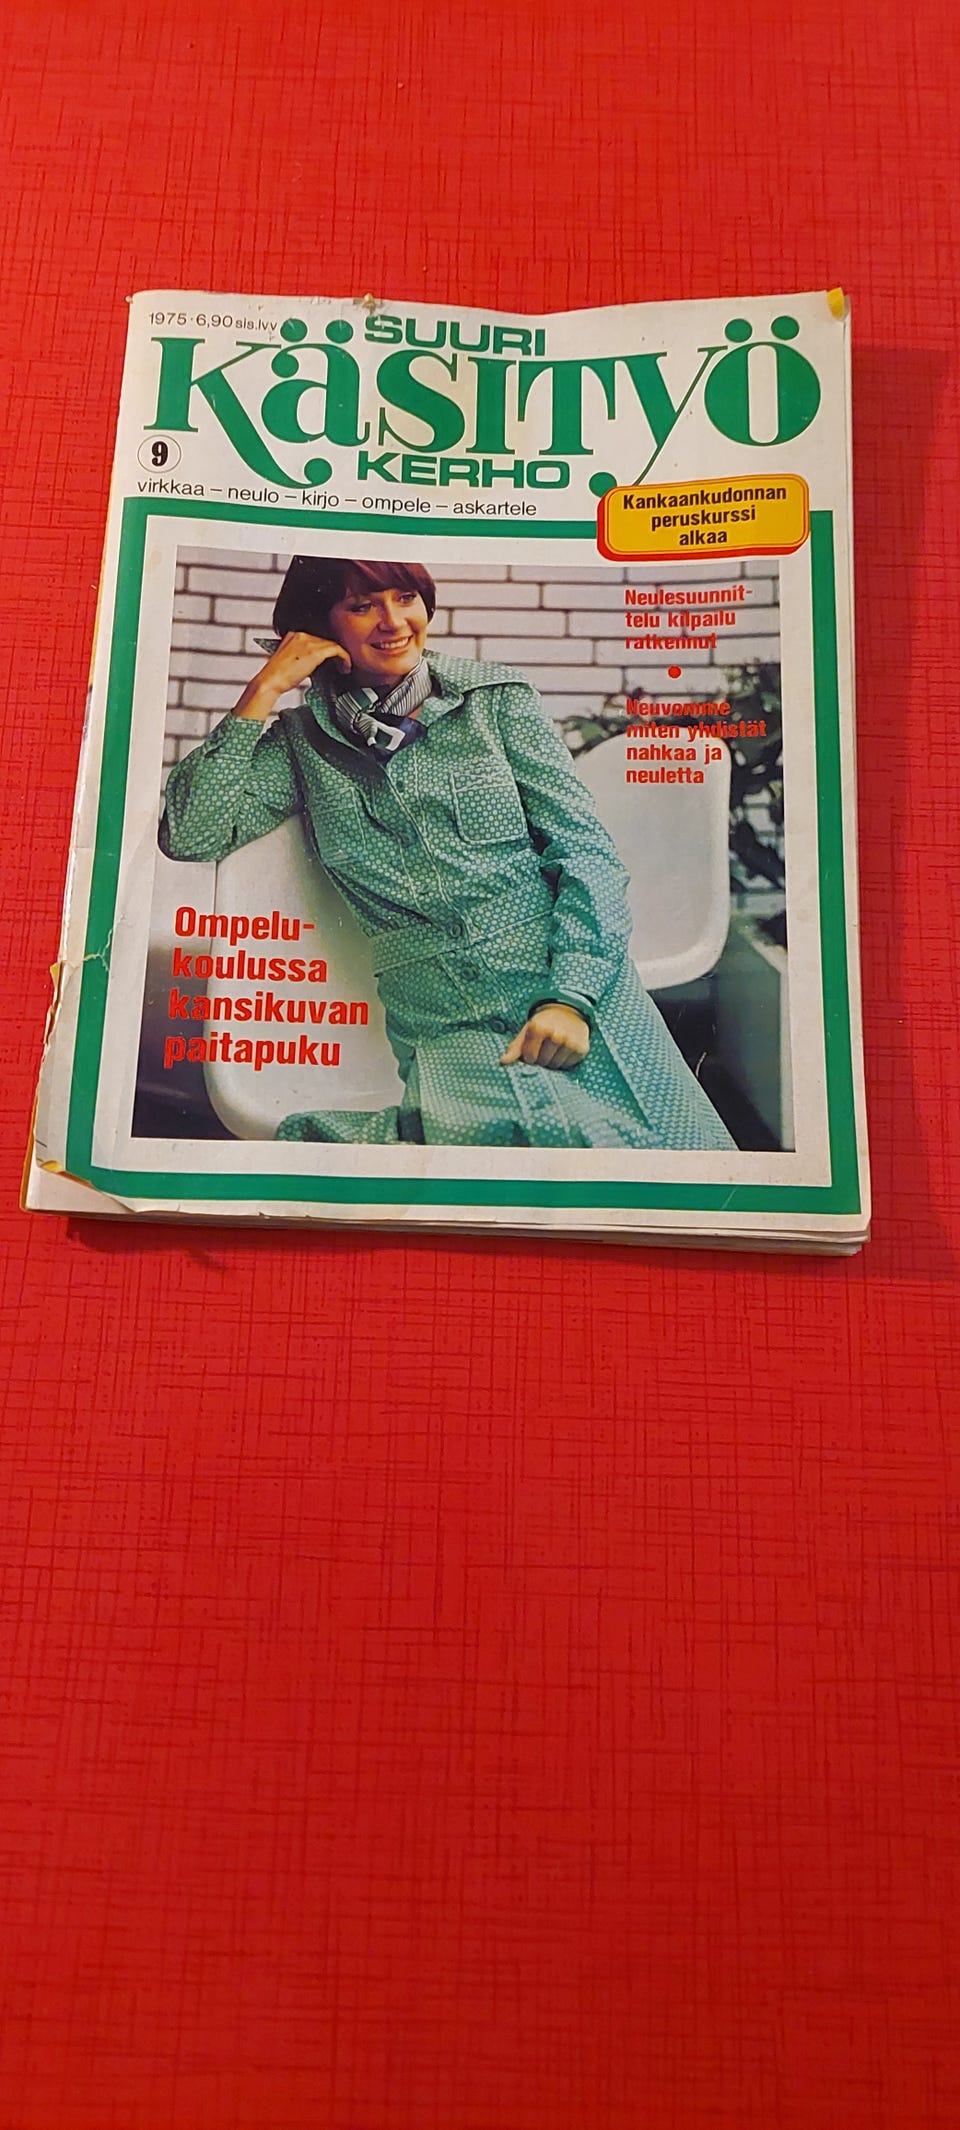 1975 · 6,90 sis.lvv
SUURI
KÄSITYÖ
KERHO
9
virkkaa – neulo – kirjo – ompele – askartele
Kankaankudonnan
peruskurssi
alkaa
Neulesuunnit-
telu kilpailu
ratkennut
Neuvomme
miten yhdistät
nahkaa ja
neuletta
Ompelu-
koulussa
kansikuvan
paitapuku